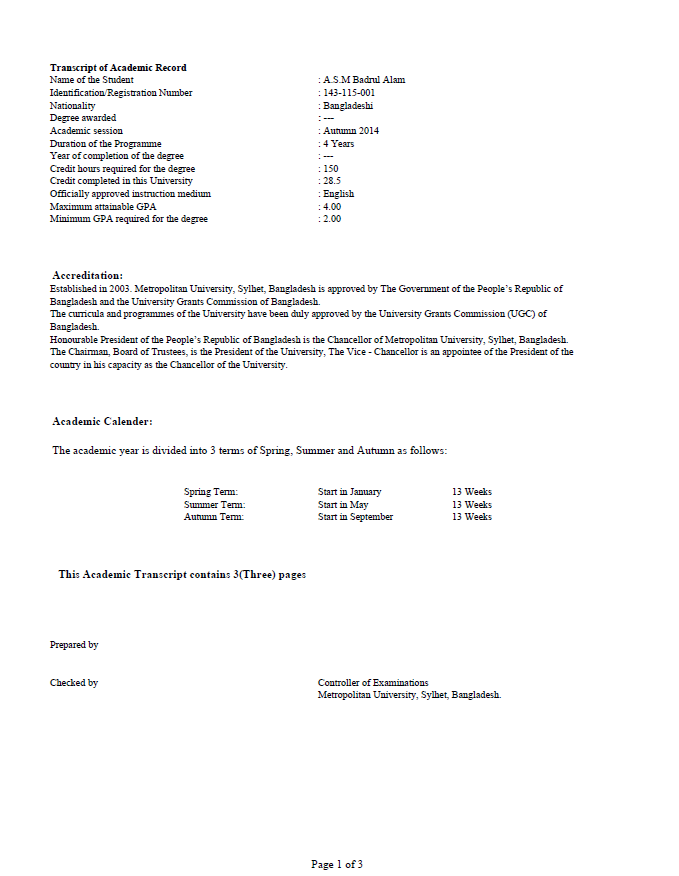 Transcript of Academic Record
Name of the Student : A.S.M Badrul Alam
Identification/Registration Number : 143-115-001
Nationality : Bangladeshi
Degree awarded : ---
Academic session : Autumn 2014
Duration of the Programme : 4 Years
Year of completion of the degree : ---
Credit hours required for the degree : 150
Credit completed in this University : 28.5
Officially approved instruction medium : English
Maximum attainable GPA : 4.00
Minimum GPA required for the degree : 2.00
Accreditation:
Established in 2003. Metropolitan University, Sylhet, Bangladesh is approved by The Government of the People's Republic of
Bangladesh and the University Grants Commission of Bangladesh.
The curricula and programmes of the University have been duly approved by the University Grants Commission (UGC) of
Bangladesh.
Honourable President of the People's Republic of Bangladesh is the Chancellor of Metropolitan University, Sylhet, Bangladesh.
The Chairman, Board of Trustees, is the President of the University, The Vice - Chancellor is an appointee of the President of the
country in his capacity as the Chancellor of the University.
Academic Calender:
The academic year is divided into 3 terms of Spring, Summer and Autumn as follows:
Spring Term: Start in January 13 Weeks
Summer Term: Start in May 13 Weeks
Autumn Term: Start in September 13 Weeks
This Academic Transcript contains 3(Three) pages
Prepared by
Checked by Controller of Examinations
Metropolitan University, Sylhet, Bangladesh.
Page 1 of 3